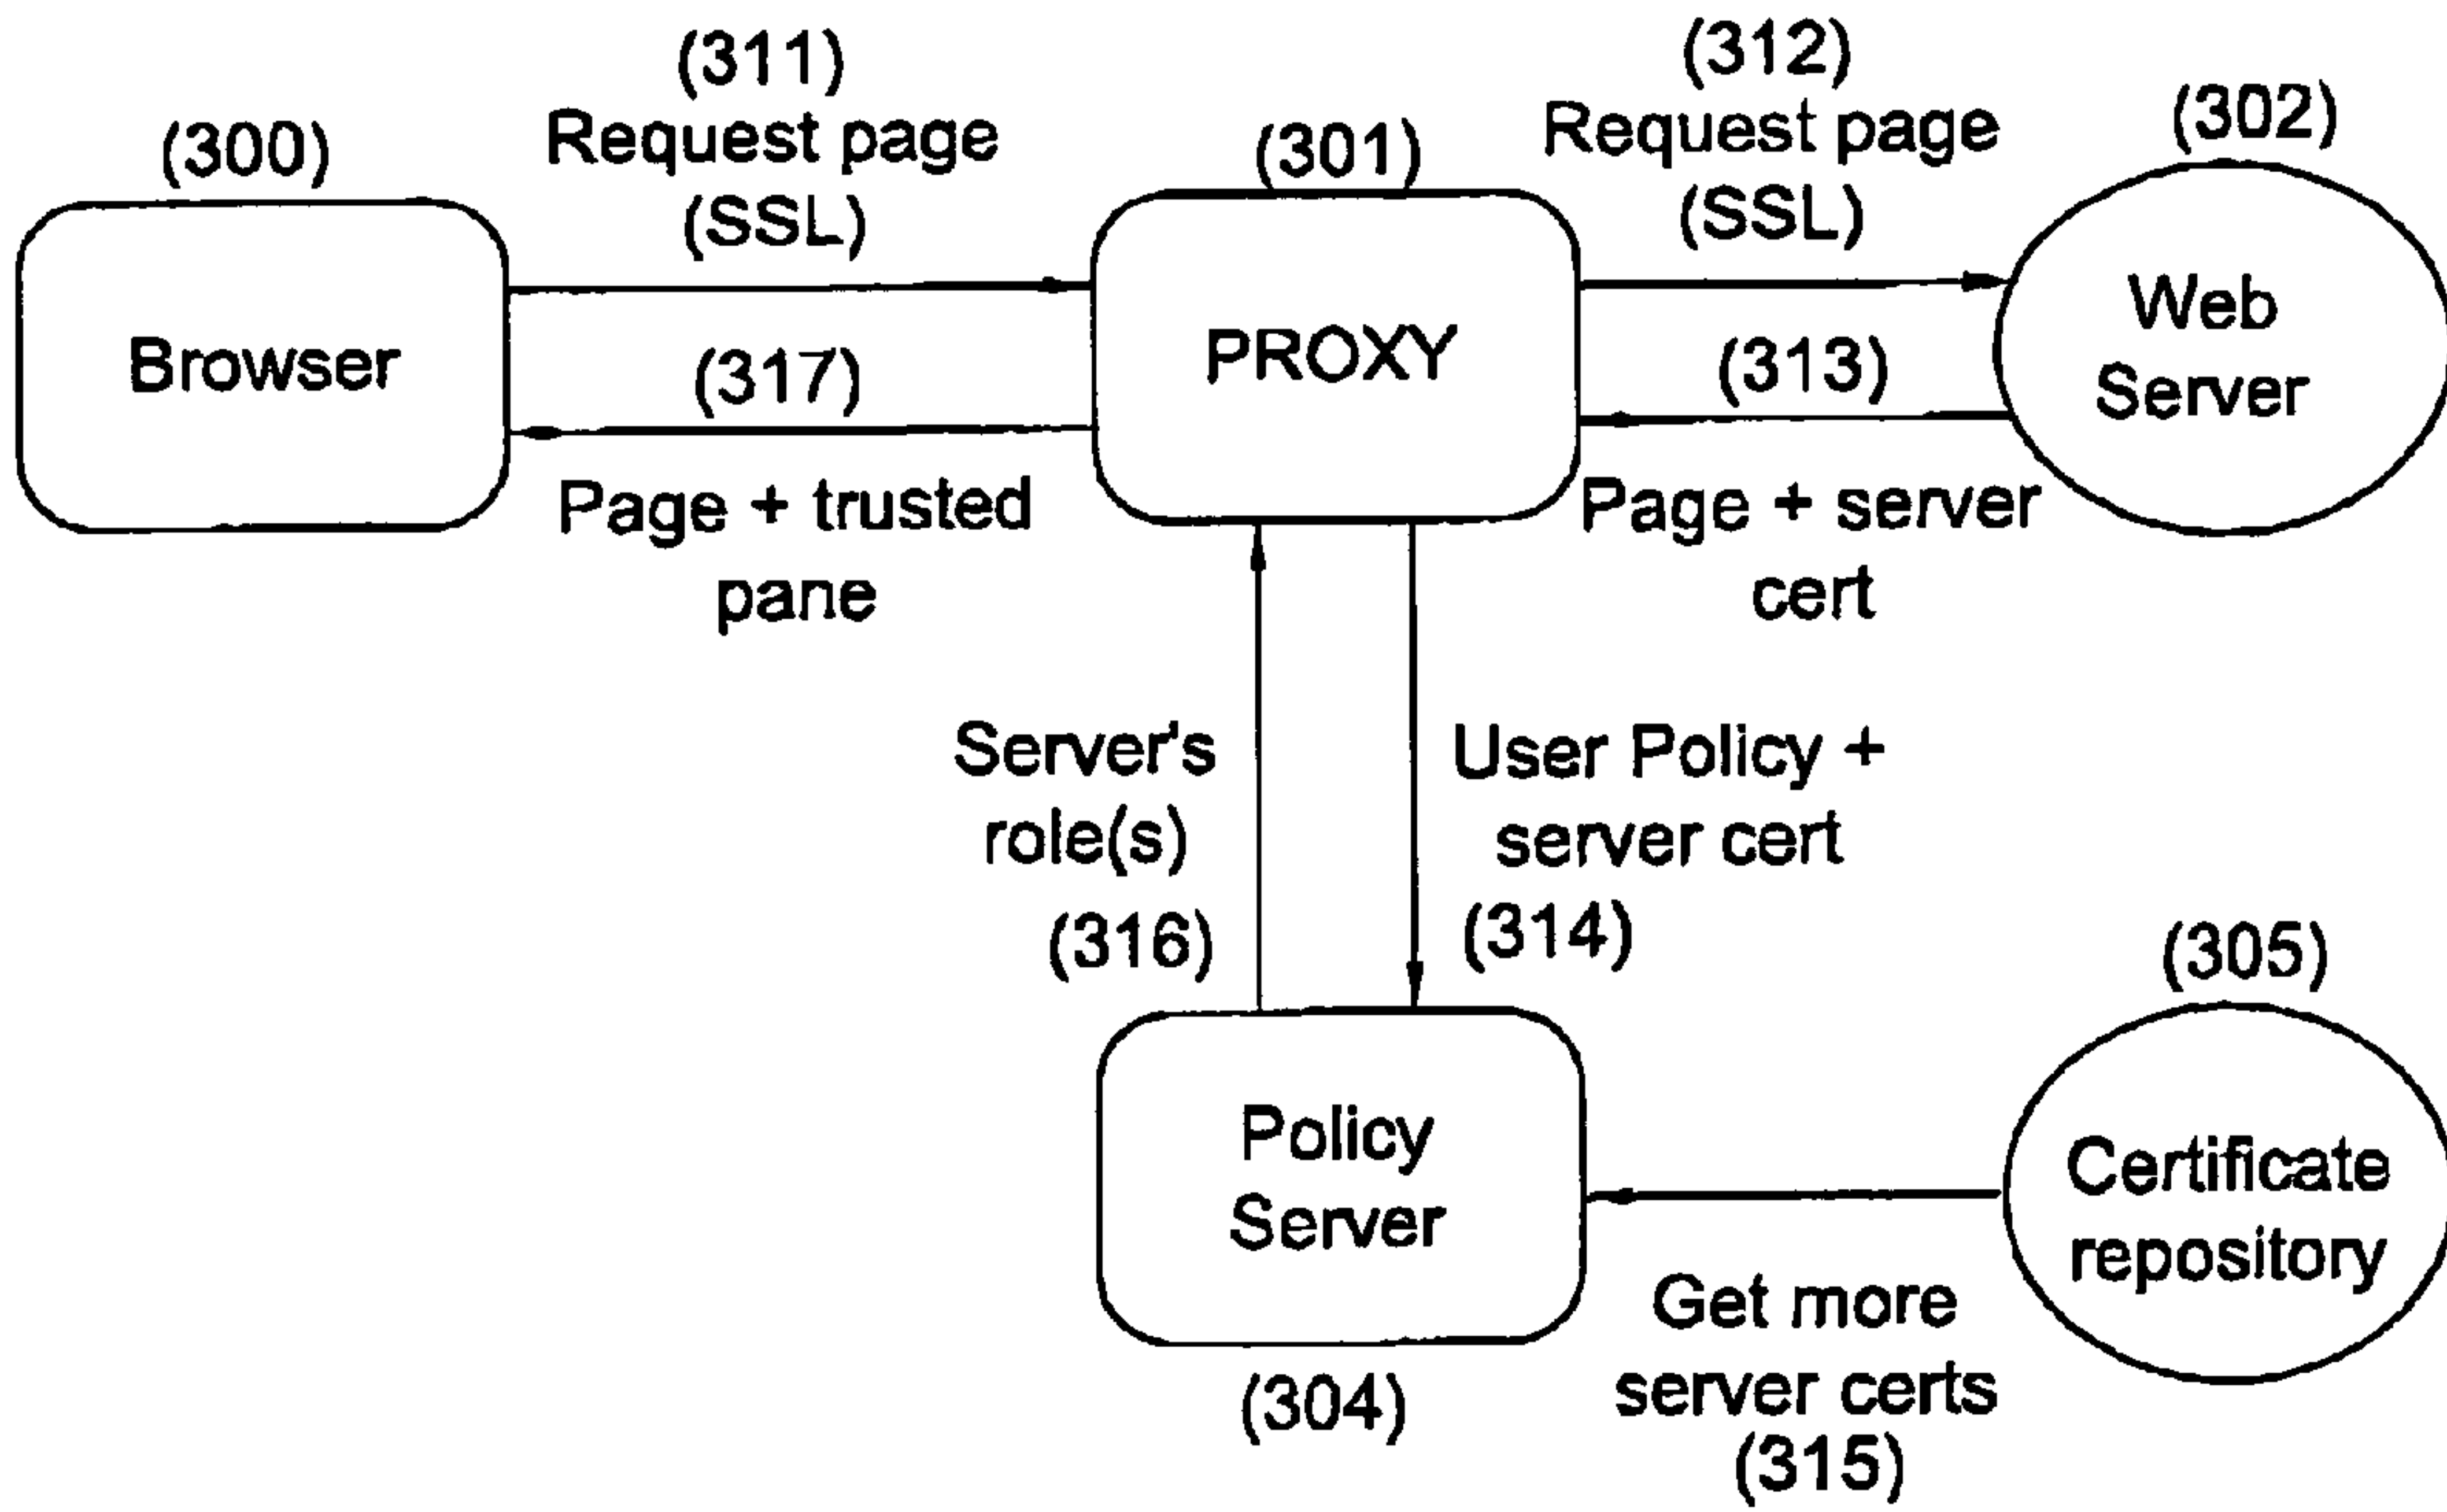 (300)
Browser
(311)
Request page
(SSL)
(317)
Page + trusted
pane
(301)
PROXY
(312)
Request page
(SSL)
(313)
Page + server
cert
(302)
Web
Server
Server's
role(s)
(316)
User Policy +
server cert
(314)
Policy
Server
(304)
(305)
Certificate
repository
Get more
server certs
(315)